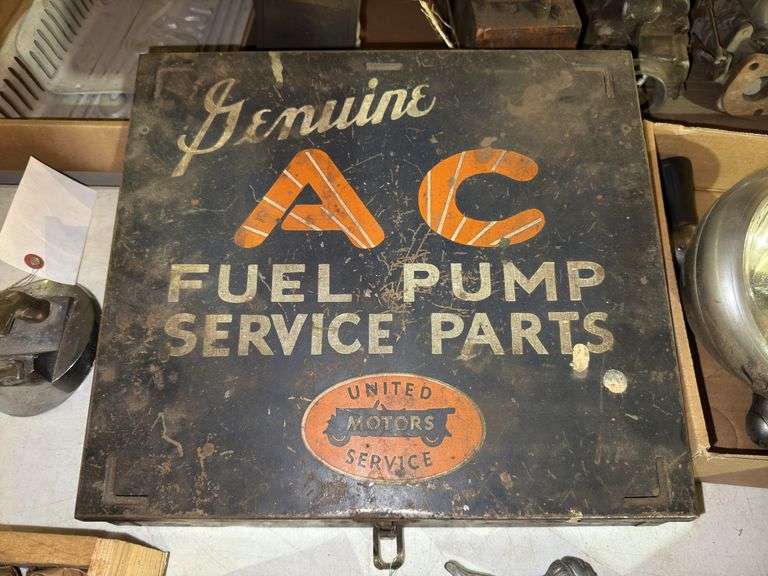 Genuine
AC
FUEL PUMP
SERVICE PARTS
UNITED
MOTORS
SERVICE